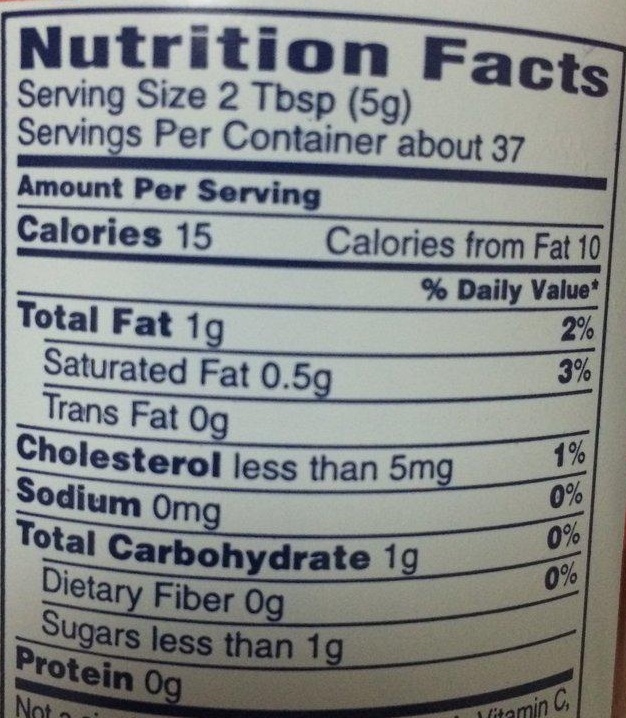 Nutrition Facts
Serving Size 2 Tbsp (5g)
Servings Per Container about 37
Amount Per Serving
Calories 15 Calories from Fat 10
% Daily Value*
Total Fat 1g 2%
Saturated Fat 0.5g 3%
Trans Fat 0g
Cholesterol less than 5mg 1%
Sodium 0mg 0%
Total Carbohydrate 1g 0%
Dietary Fiber 0g 0%
Sugars less than 1g
Protein 0g
Not Vitamin C,